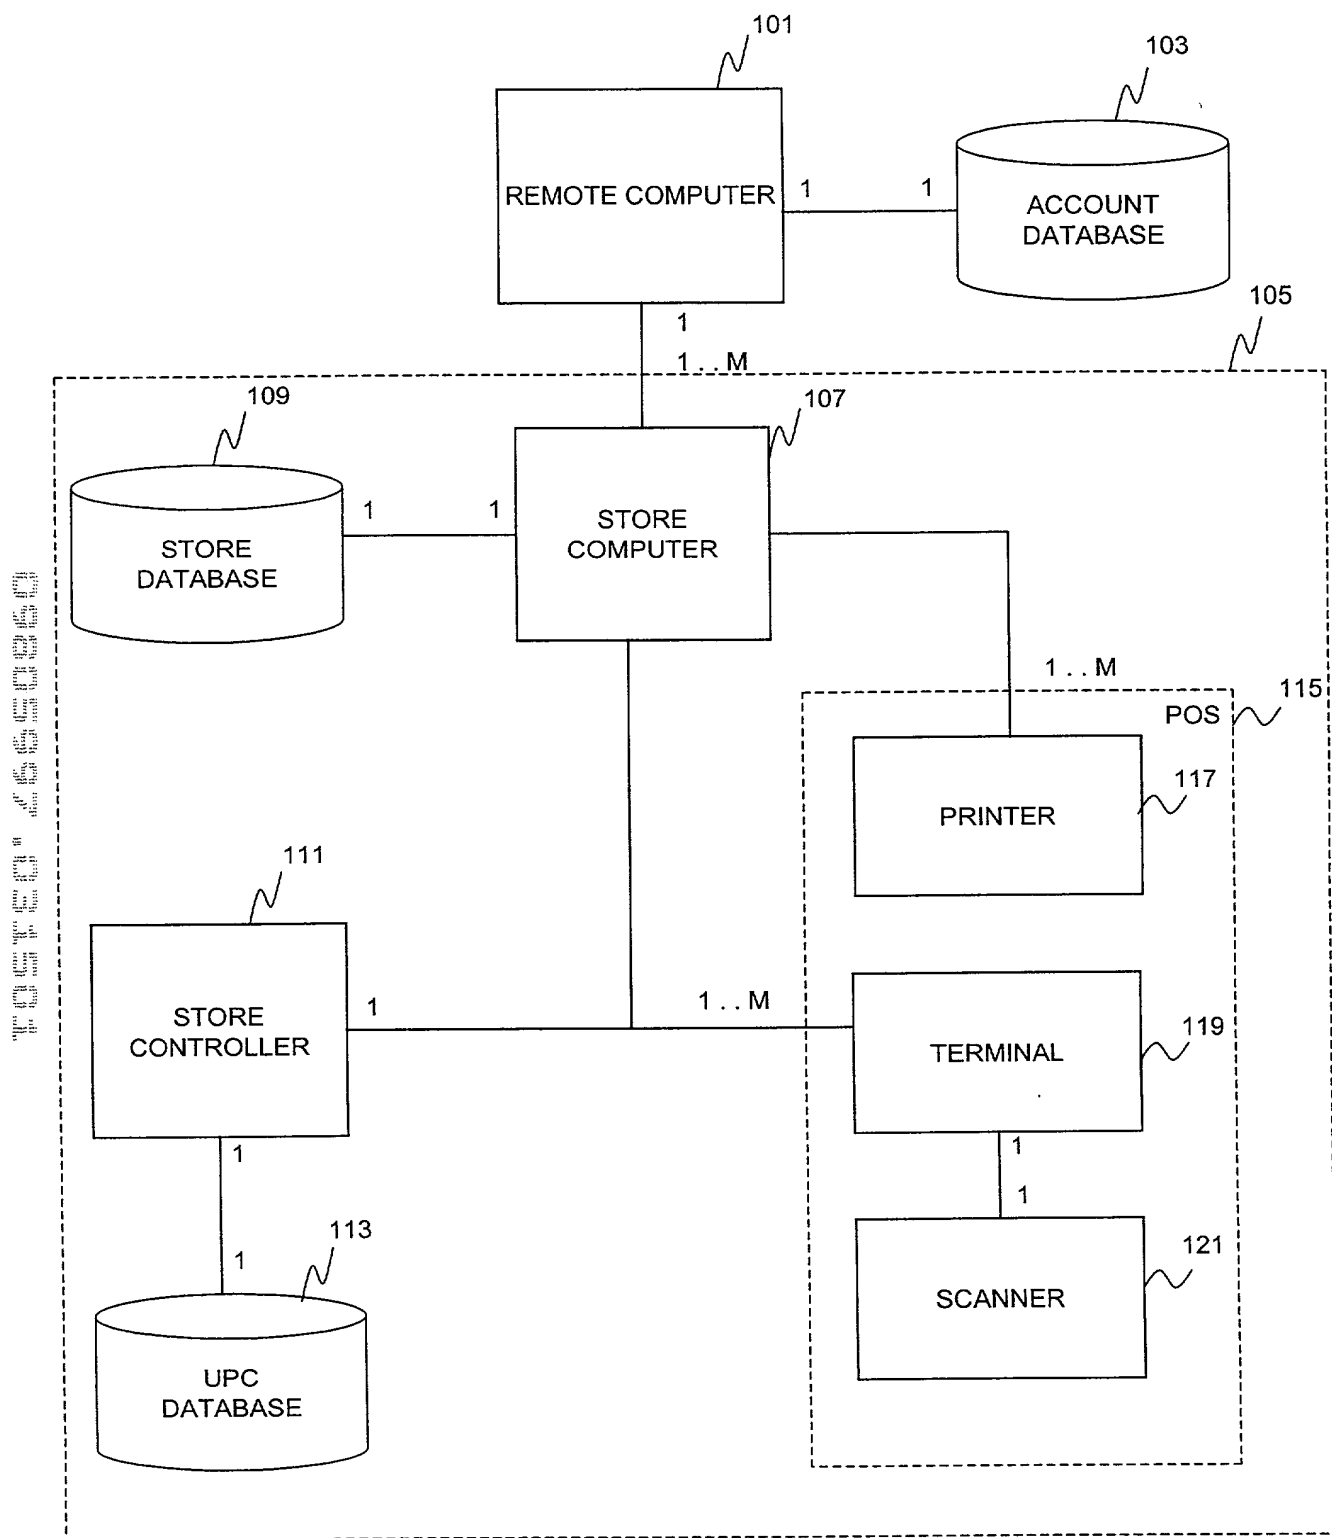 101
103
REMOTE COMPUTER
1
1
ACCOUNT
DATABASE
1
105
1 . . M
109
107
STORE
DATABASE
1
1
STORE
COMPUTER
1 . . M
POS
115
PRINTER
117
111
STORE
CONTROLLER
1
1 . . M
TERMINAL
119
1
1
1
1
113
SCANNER
121
UPC
DATABASE
09805997.031501